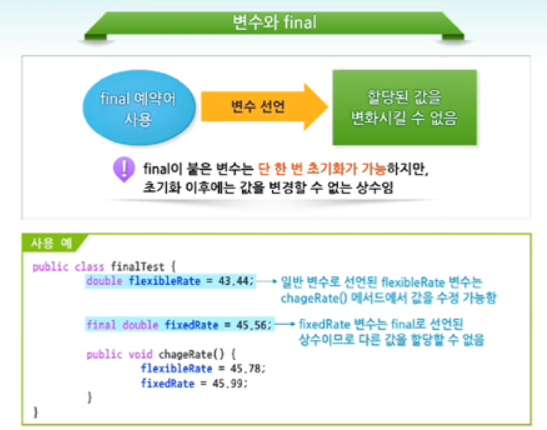 변수와 final
final 예약어
사용
변수 선언
할당된 값을
변화시킬 수 없음
! final이 붙은 변수는 단 한 번 초기화가 가능하지만,
초기화 이후에는 값을 변경할 수 없는 상수임
사용 예
public class finalTest {
double flexibleRate = 43.44;
일반 변수로 선언된 flexibleRate 변수는
chageRate() 메서드에서 값을 수정 가능함
final double fixedRate = 45.56;
fixedRate 변수는 final로 선언된
상수이므로 다른 값을 할당할 수 없음
public void chageRate() {
flexibleRate = 45.78;
fixedRate = 45.99;
}
}